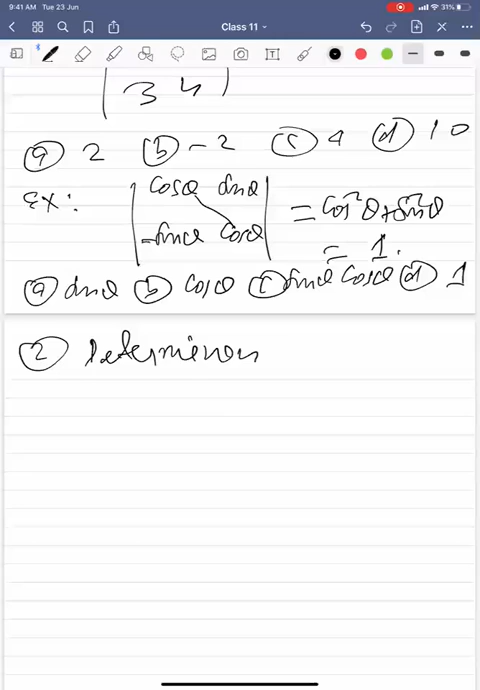 9:41 AM Tue 23 Jun 31%
Class 11
3 4
ⓐ 2 ⓑ -2 ⓒ 4 ⓓ 10
Ex: | cosθ sinθ | = cos²θ + sin²θ
| -sinθ cosθ | = 1.
ⓐ sinθ ⓑ cosθ ⓒ sinθ cosθ ⓓ 1
② Determinan